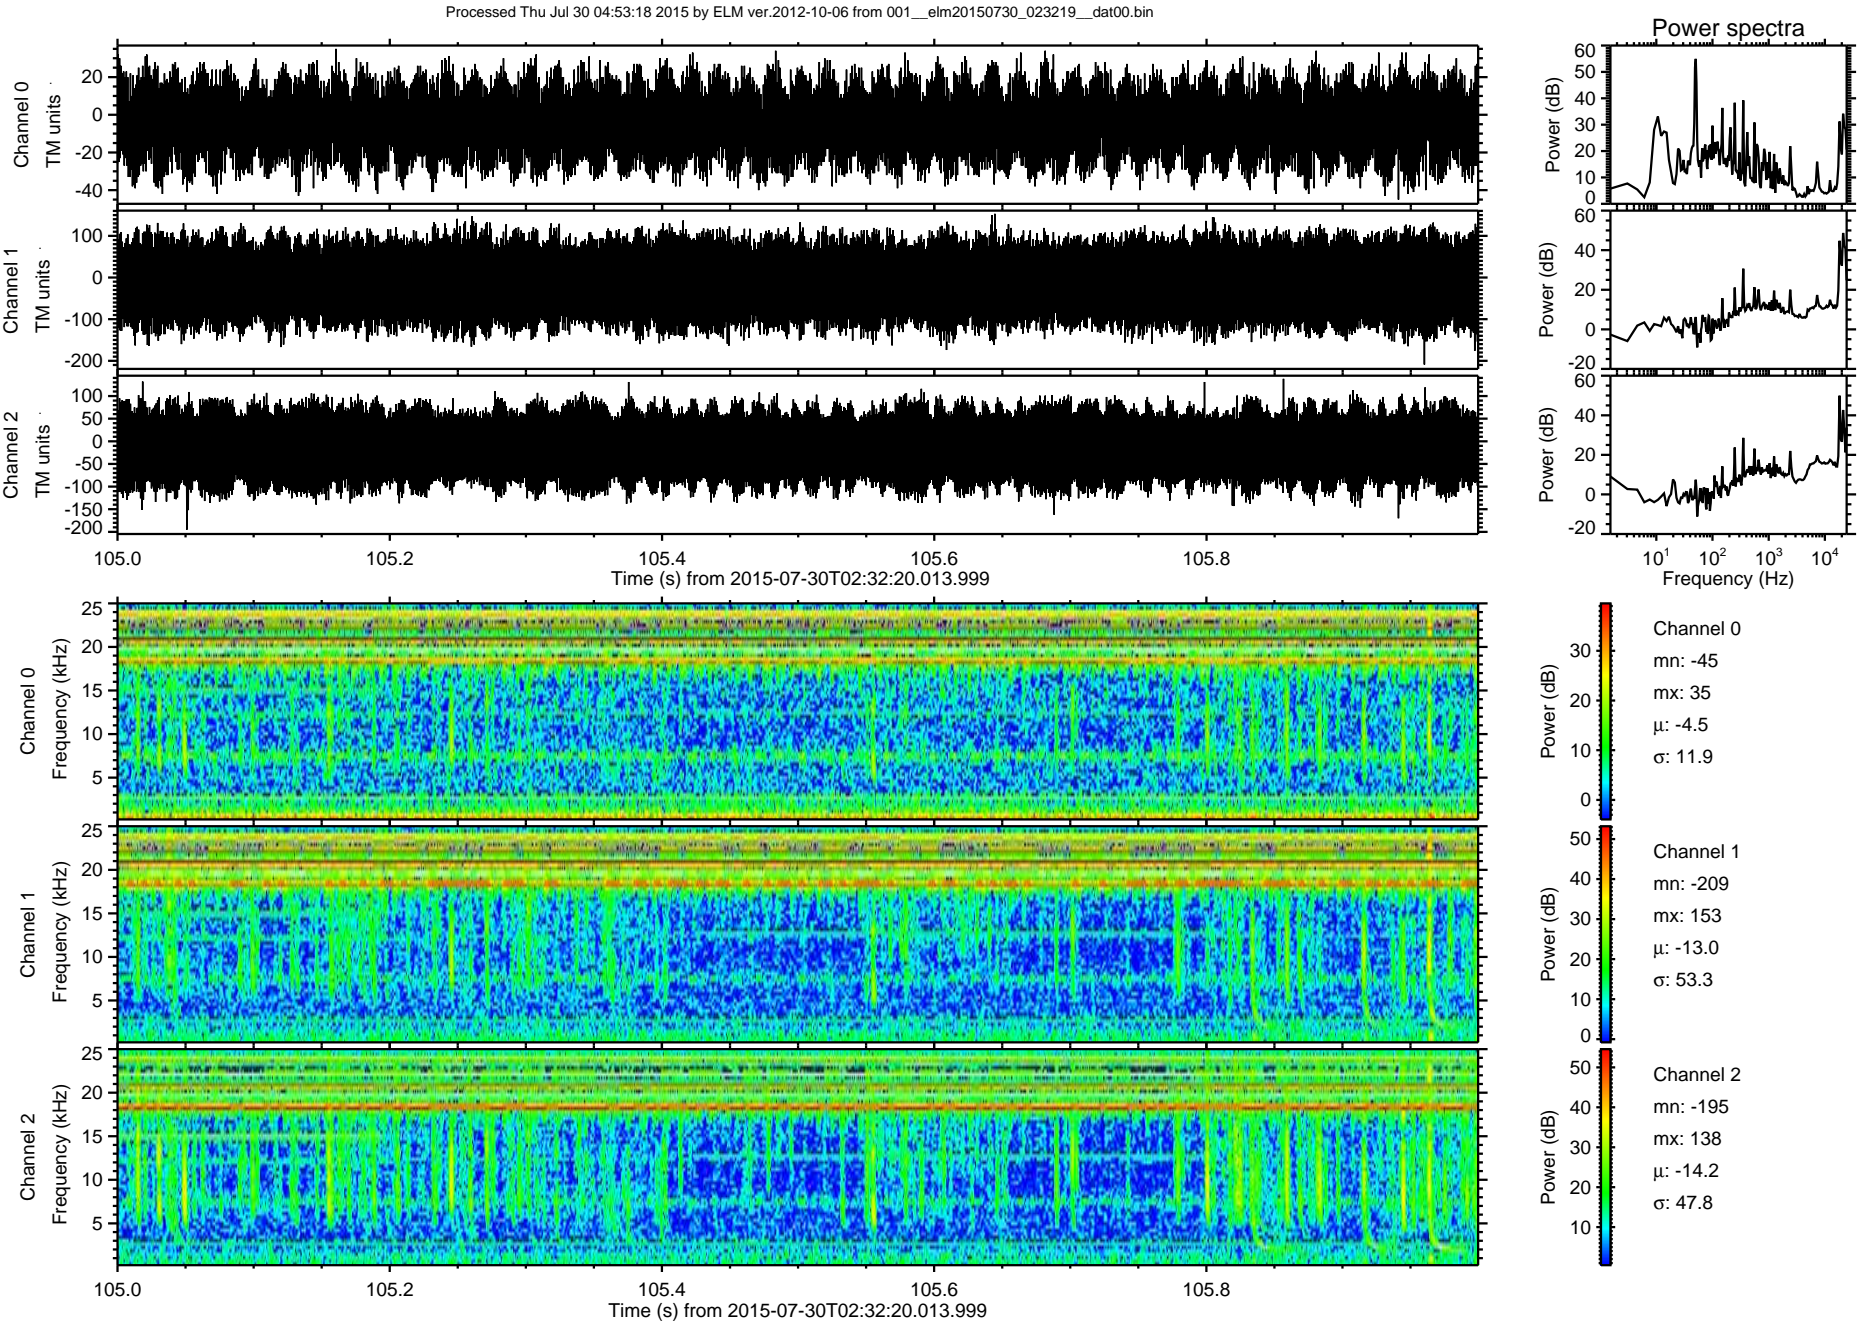 Processed Thu Jul 30 04:53:18 2015 by ELM ver.2012-10-06 from 001__elm20150730_023219__dat00.bin
Power spectra
Channel 0
TM units
20
0
-20
-40
Power (dB)
60
50
40
30
20
10
0
Channel 1
TM units
100
0
-100
-200
Power (dB)
60
40
20
0
-20
Channel 2
TM units
100
50
0
-50
-100
-150
-200
Power (dB)
60
40
20
0
-20
105.0 105.2 105.4 105.6 105.8
Time (s) from 2015-07-30T02:32:20.013.999
10¹ 10² 10³ 10⁴
Frequency (Hz)
Channel 0
Frequency (kHz)
25
20
15
10
5
Power (dB)
30
20
10
0
Channel 0
mn: -45
mx: 35
μ: -4.5
σ: 11.9
Channel 1
Frequency (kHz)
25
20
15
10
5
Power (dB)
50
40
30
20
10
0
Channel 1
mn: -209
mx: 153
μ: -13.0
σ: 53.3
Channel 2
Frequency (kHz)
25
20
15
10
5
Power (dB)
50
40
30
20
10
Channel 2
mn: -195
mx: 138
μ: -14.2
σ: 47.8
105.0 105.2 105.4 105.6 105.8
Time (s) from 2015-07-30T02:32:20.013.999